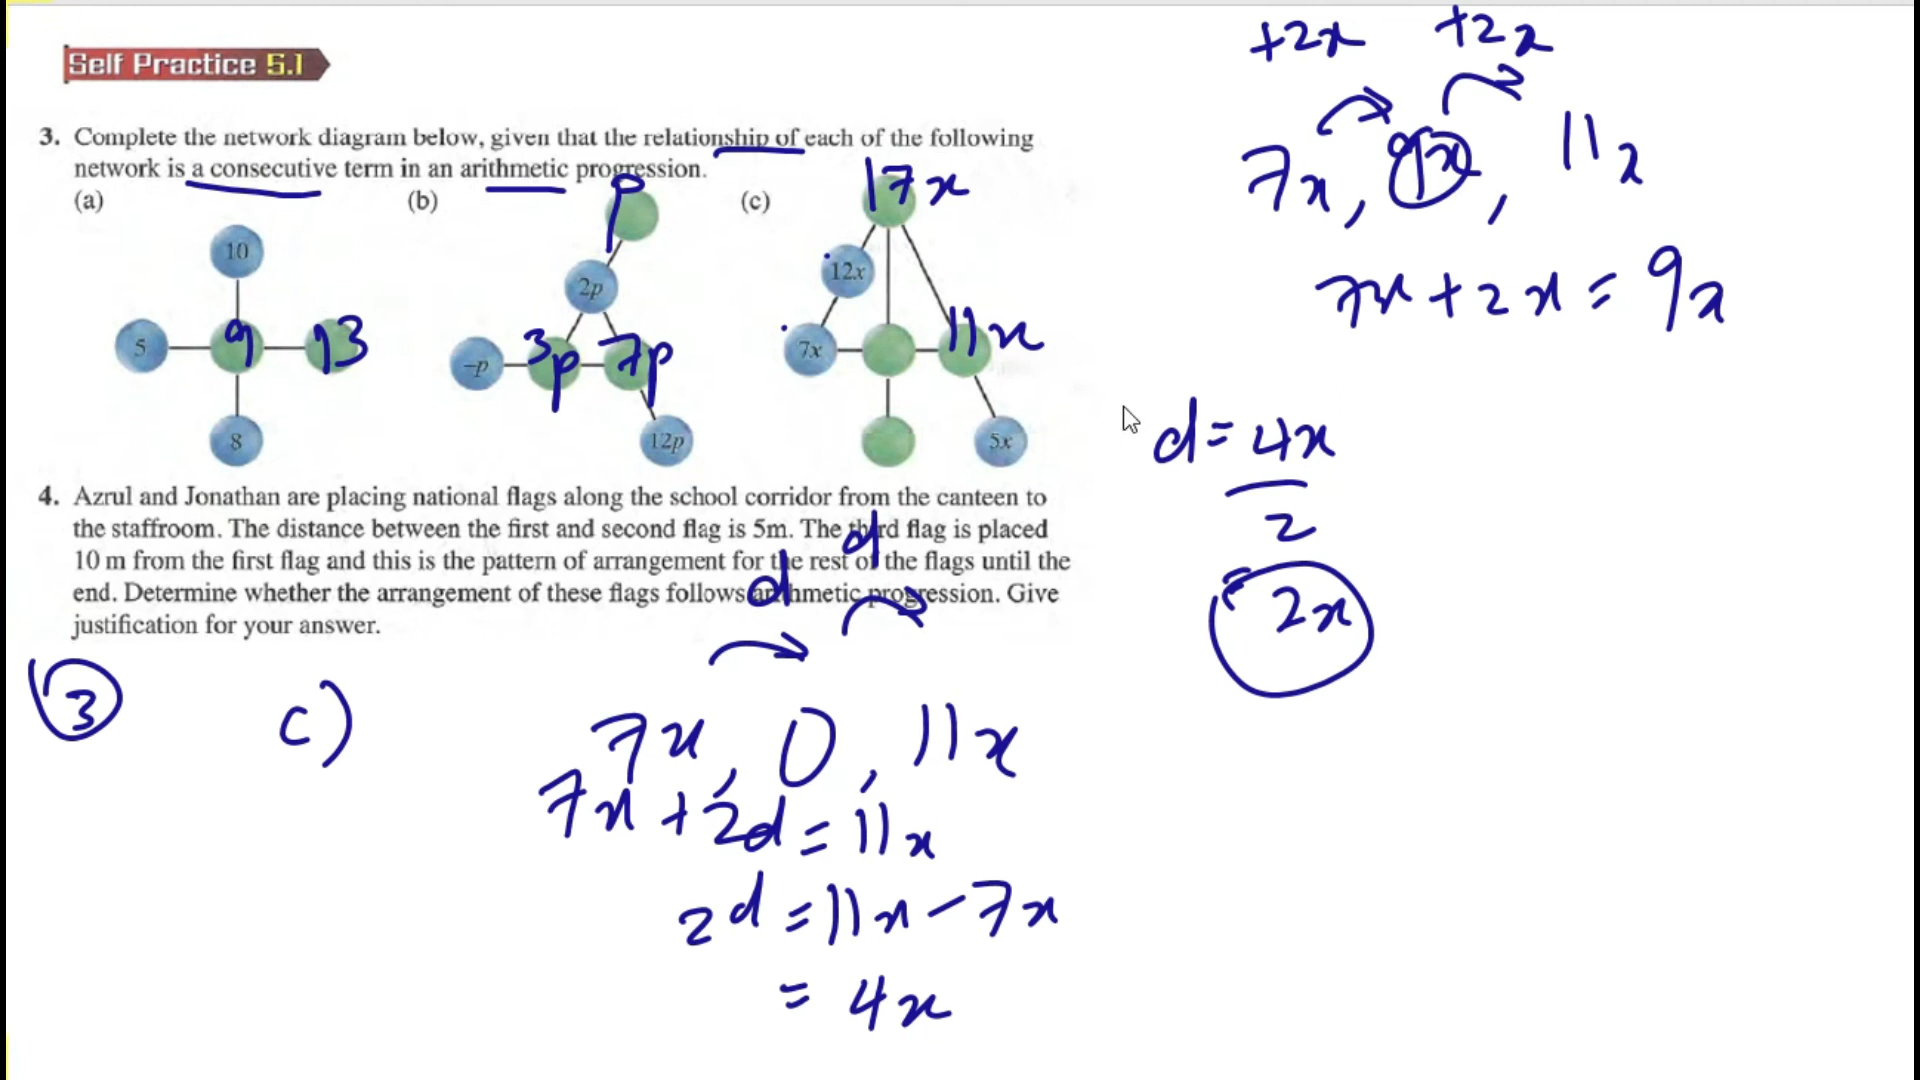 Self Practice 5.1
3. Complete the network diagram below, given that the relationship of each of the following
network is a consecutive term in an arithmetic progression.
(a)
(b)
(c)
10
5
9
13
8
p
2p
-p
3p
7p
12p
17x
12x
7x
11x
5x
4. Azrul and Jonathan are placing national flags along the school corridor from the canteen to
the staffroom. The distance between the first and second flag is 5m. The third flag is placed
10 m from the first flag and this is the pattern of arrangement for the rest of the flags until the
end. Determine whether the arrangement of these flags follows arithmetic progression. Give
justification for your answer.
+2x +2x
7x, 9x, 11x
7x + 2x = 9x
d = 4x
2
= 2x
3 c)
d d
7x, 0, 11x
7x + 2d = 11x
2d = 11x - 7x
= 4x